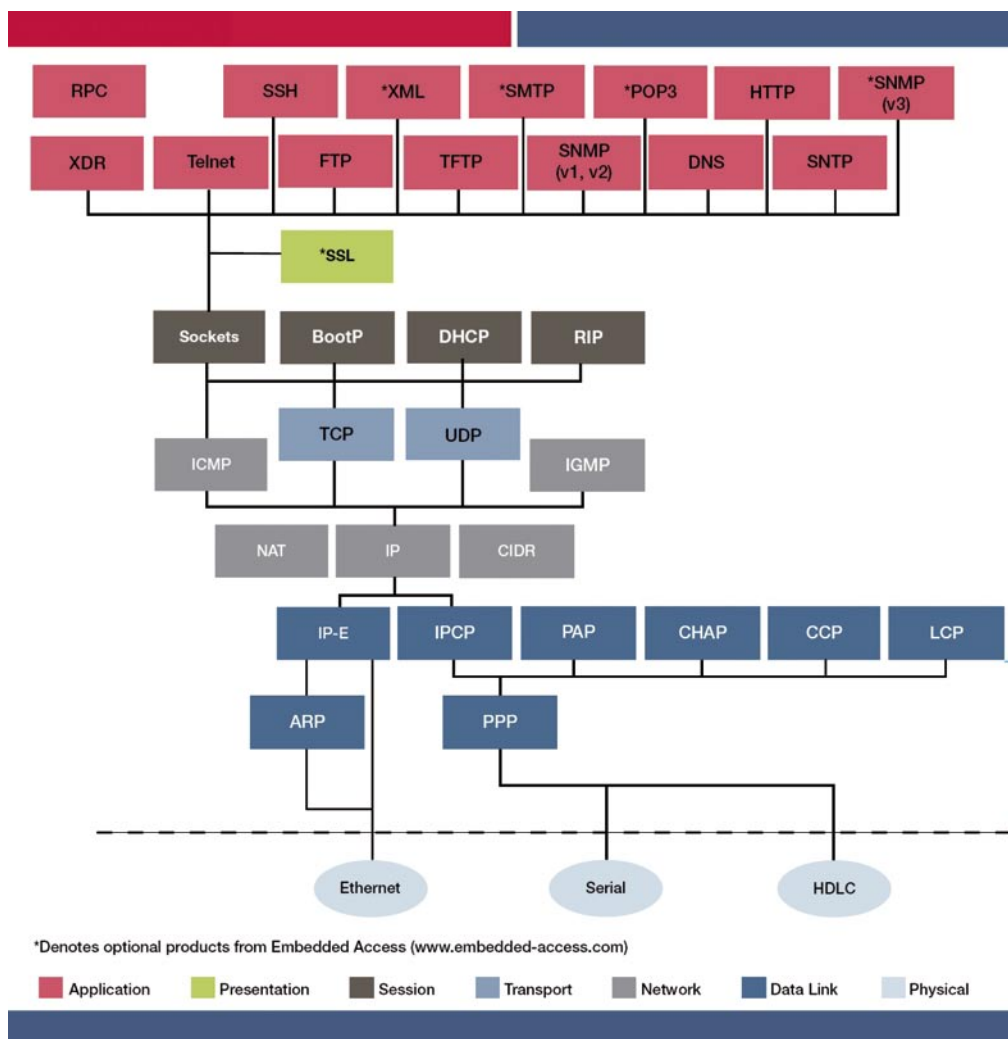 RPC
SSH
*XML
*SMTP
*POP3
HTTP
*SNMP
(v3)
XDR
Telnet
FTP
TFTP
SNMP
(v1, v2)
DNS
SNTP
*SSL
Sockets
BootP
DHCP
RIP
TCP
UDP
ICMP
IGMP
NAT
IP
CIDR
IP-E
IPCP
PAP
CHAP
CCP
LCP
ARP
PPP
Ethernet
Serial
HDLC
*Denotes optional products from Embedded Access (www.embedded-access.com)
Application
Presentation
Session
Transport
Network
Data Link
Physical